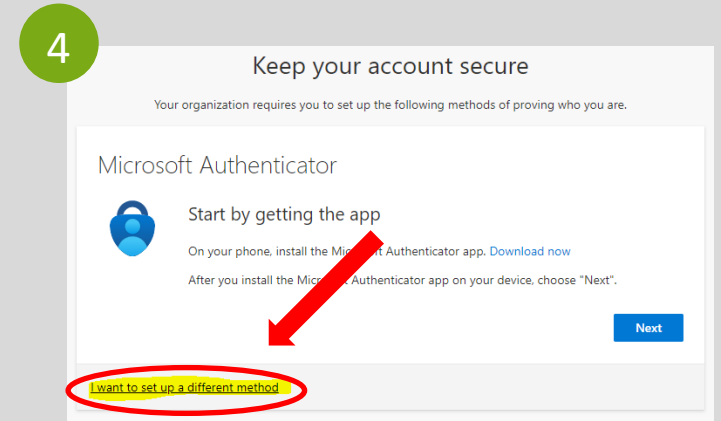 4
Keep your account secure
Your organization requires you to set up the following methods of proving who you are.
Microsoft Authenticator
Start by getting the app
On your phone, install the Microsoft Authenticator app. Download now
After you install the Microsoft Authenticator app on your device, choose "Next".
Next
I want to set up a different method